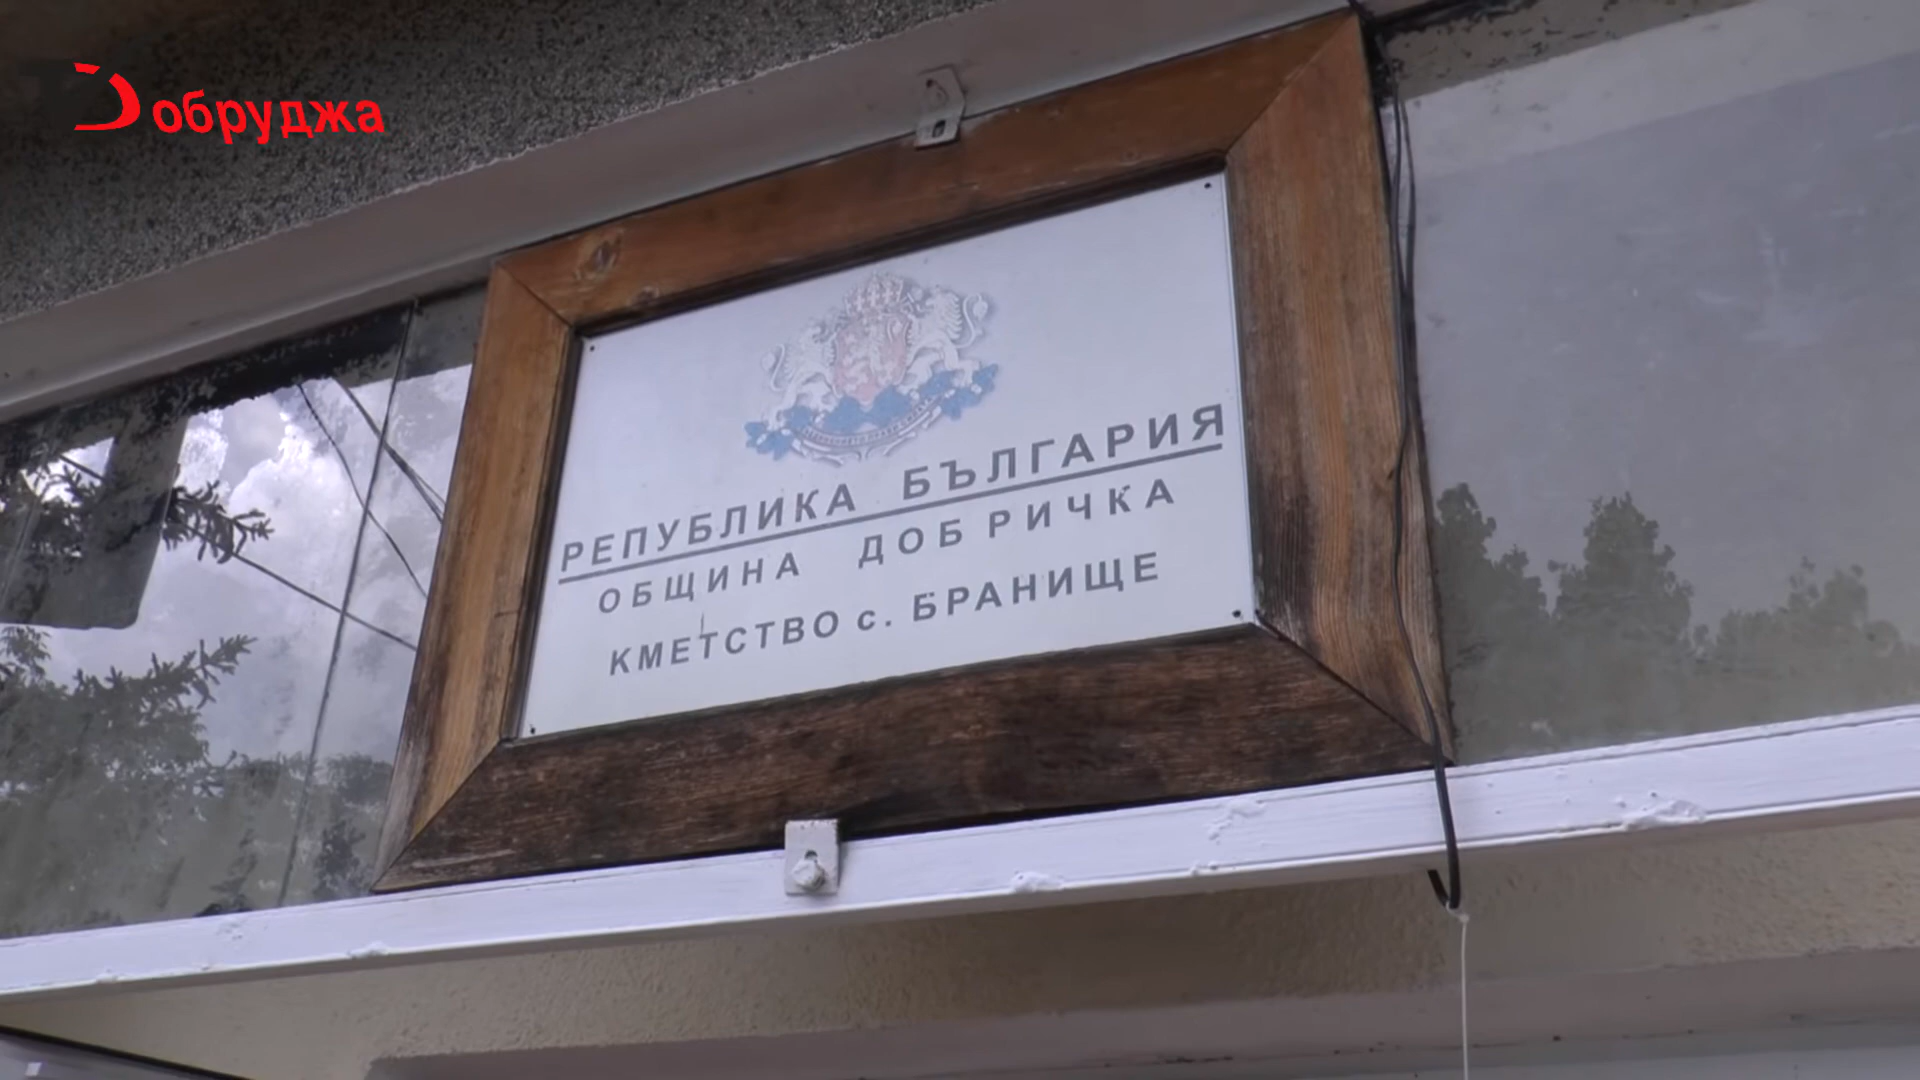 Добруджа
РЕПУБЛИКА БЪЛГАРИЯ
ОБЩИНА ДОБРИЧКА
КМЕТСТВО с. БРАНИЩЕ